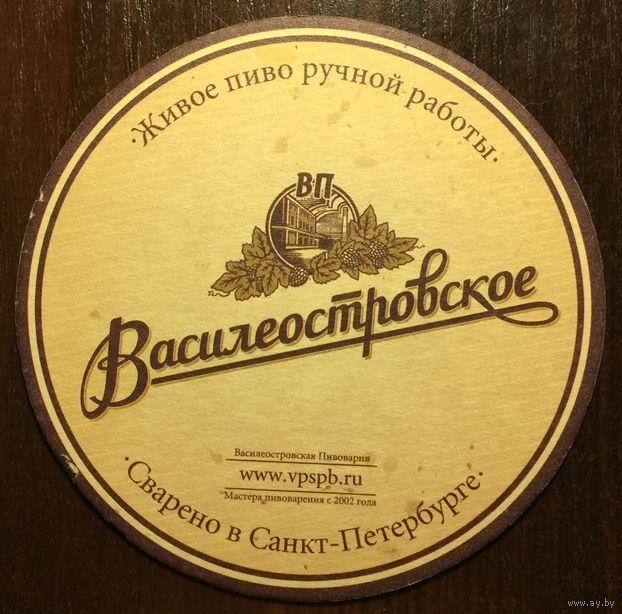 ·Живое пиво ручной работы·
ВП
Василеостровское
Василеостровская Пивоварня
www.vpspb.ru
Мастера пивоварения с 2002 года
·Сварено в Санкт-Петербурге·
© www.ay.by